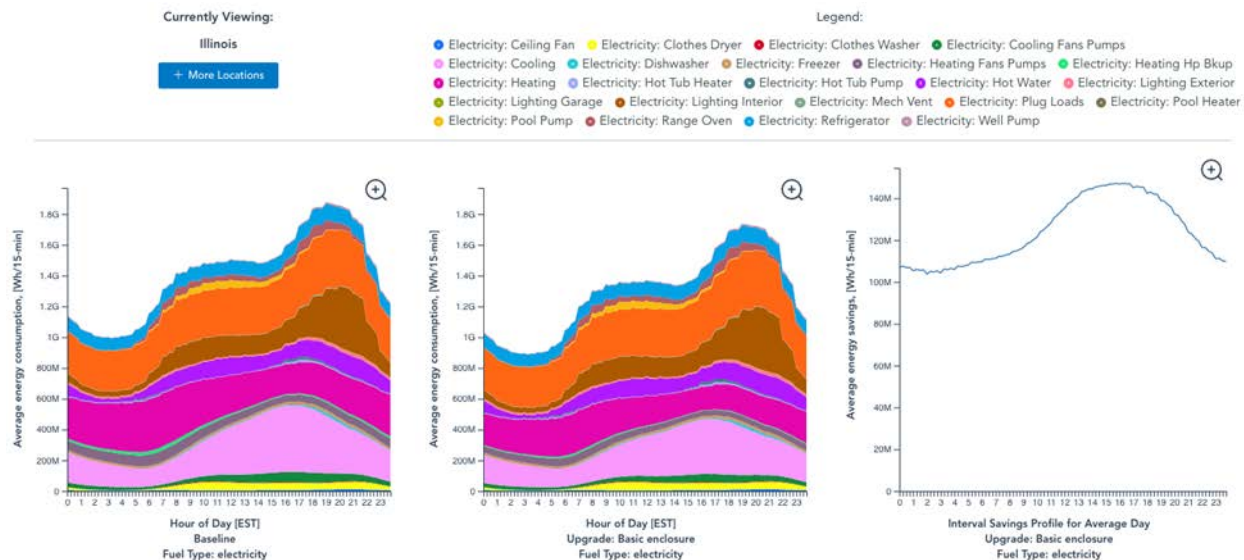 Currently Viewing:
Legend:
Illinois
+ More Locations
Electricity: Ceiling Fan Electricity: Clothes Dryer Electricity: Clothes Washer Electricity: Cooling Fans Pumps
Electricity: Cooling Electricity: Dishwasher Electricity: Freezer Electricity: Heating Fans Pumps Electricity: Heating Hp Bkup
Electricity: Heating Electricity: Hot Tub Heater Electricity: Hot Tub Pump Electricity: Hot Water Electricity: Lighting Exterior
Electricity: Lighting Garage Electricity: Lighting Interior Electricity: Mech Vent Electricity: Plug Loads Electricity: Pool Heater
Electricity: Pool Pump Electricity: Range Oven Electricity: Refrigerator Electricity: Well Pump
Average energy consumption, [Wh/15-min]
1.8G
1.6G
1.4G
1.2G
1G
800M
600M
400M
200M
0
0 1 2 3 4 5 6 7 8 9 10 11 12 13 14 15 16 17 18 19 20 21 22 23
Hour of Day [EST]
Baseline
Fuel Type: electricity
Average energy consumption, [Wh/15-min]
1.8G
1.6G
1.4G
1.2G
1G
800M
600M
400M
200M
0
0 1 2 3 4 5 6 7 8 9 10 11 12 13 14 15 16 17 18 19 20 21 22 23
Hour of Day [EST]
Upgrade: Basic enclosure
Fuel Type: electricity
Average energy savings, [Wh/15-min]
140M
120M
100M
80M
60M
40M
20M
0
0 1 2 3 4 5 6 7 8 9 10 11 12 13 14 15 16 17 18 19 20 21 22 23
Interval Savings Profile for Average Day
Upgrade: Basic enclosure
Fuel Type: electricity